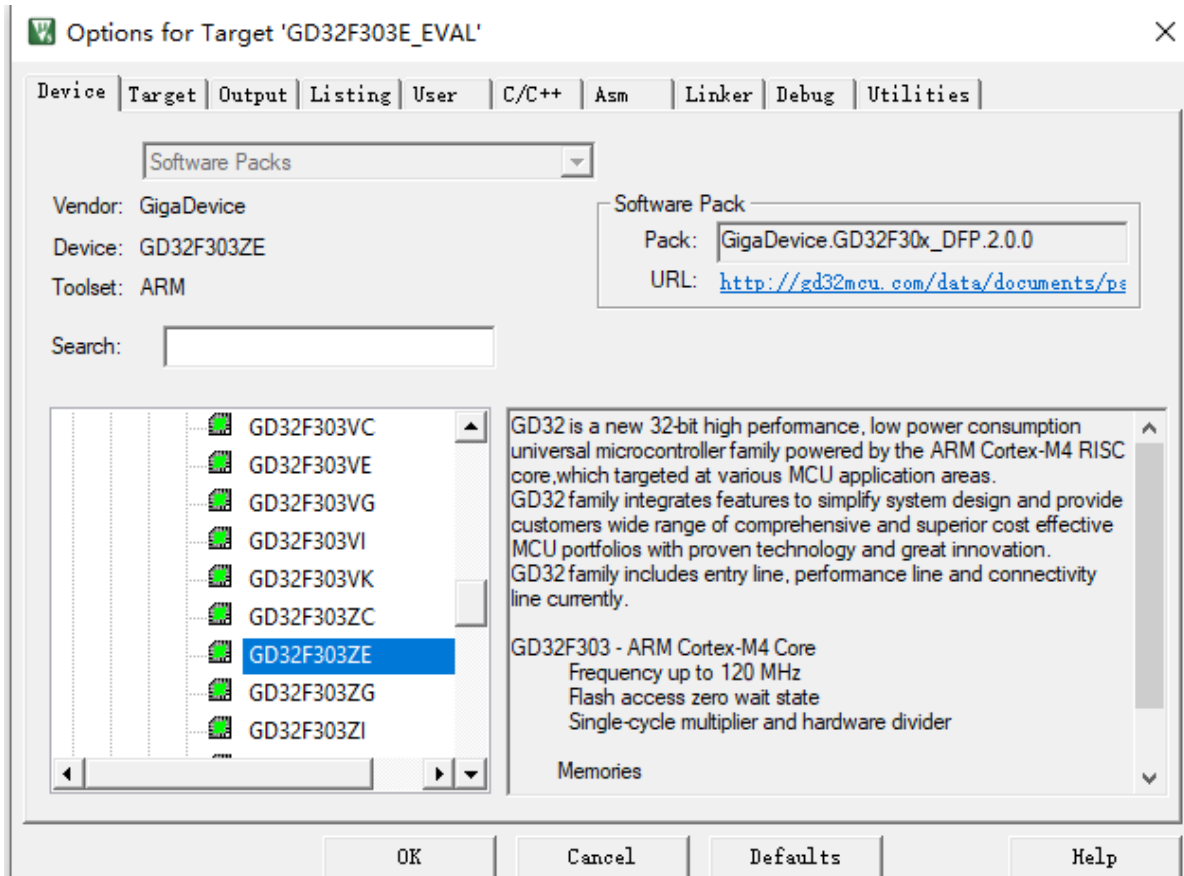 Options for Target 'GD32F303E_EVAL'
Device Target Output Listing User C/C++ Asm Linker Debug Utilities
Software Packs
Vendor: GigaDevice
Device: GD32F303ZE
Toolset: ARM
Search:
Software Pack
Pack: GigaDevice.GD32F30x_DFP.2.0.0
URL: http://gd32mcu.com/data/documents/pa
GD32F303VC
GD32F303VE
GD32F303VG
GD32F303VI
GD32F303VK
GD32F303ZC
GD32F303ZE
GD32F303ZG
GD32F303ZI
GD32 is a new 32-bit high performance, low power consumption
universal microcontroller family powered by the ARM Cortex-M4 RISC
core,which targeted at various MCU application areas.
GD32 family integrates features to simplify system design and provide
customers wide range of comprehensive and superior cost effective
MCU portfolios with proven technology and great innovation.
GD32 family includes entry line, performance line and connectivity
line currently.
GD32F303 - ARM Cortex-M4 Core
Frequency up to 120 MHz
Flash access zero wait state
Single-cycle multiplier and hardware divider
Memories
OK Cancel Defaults Help